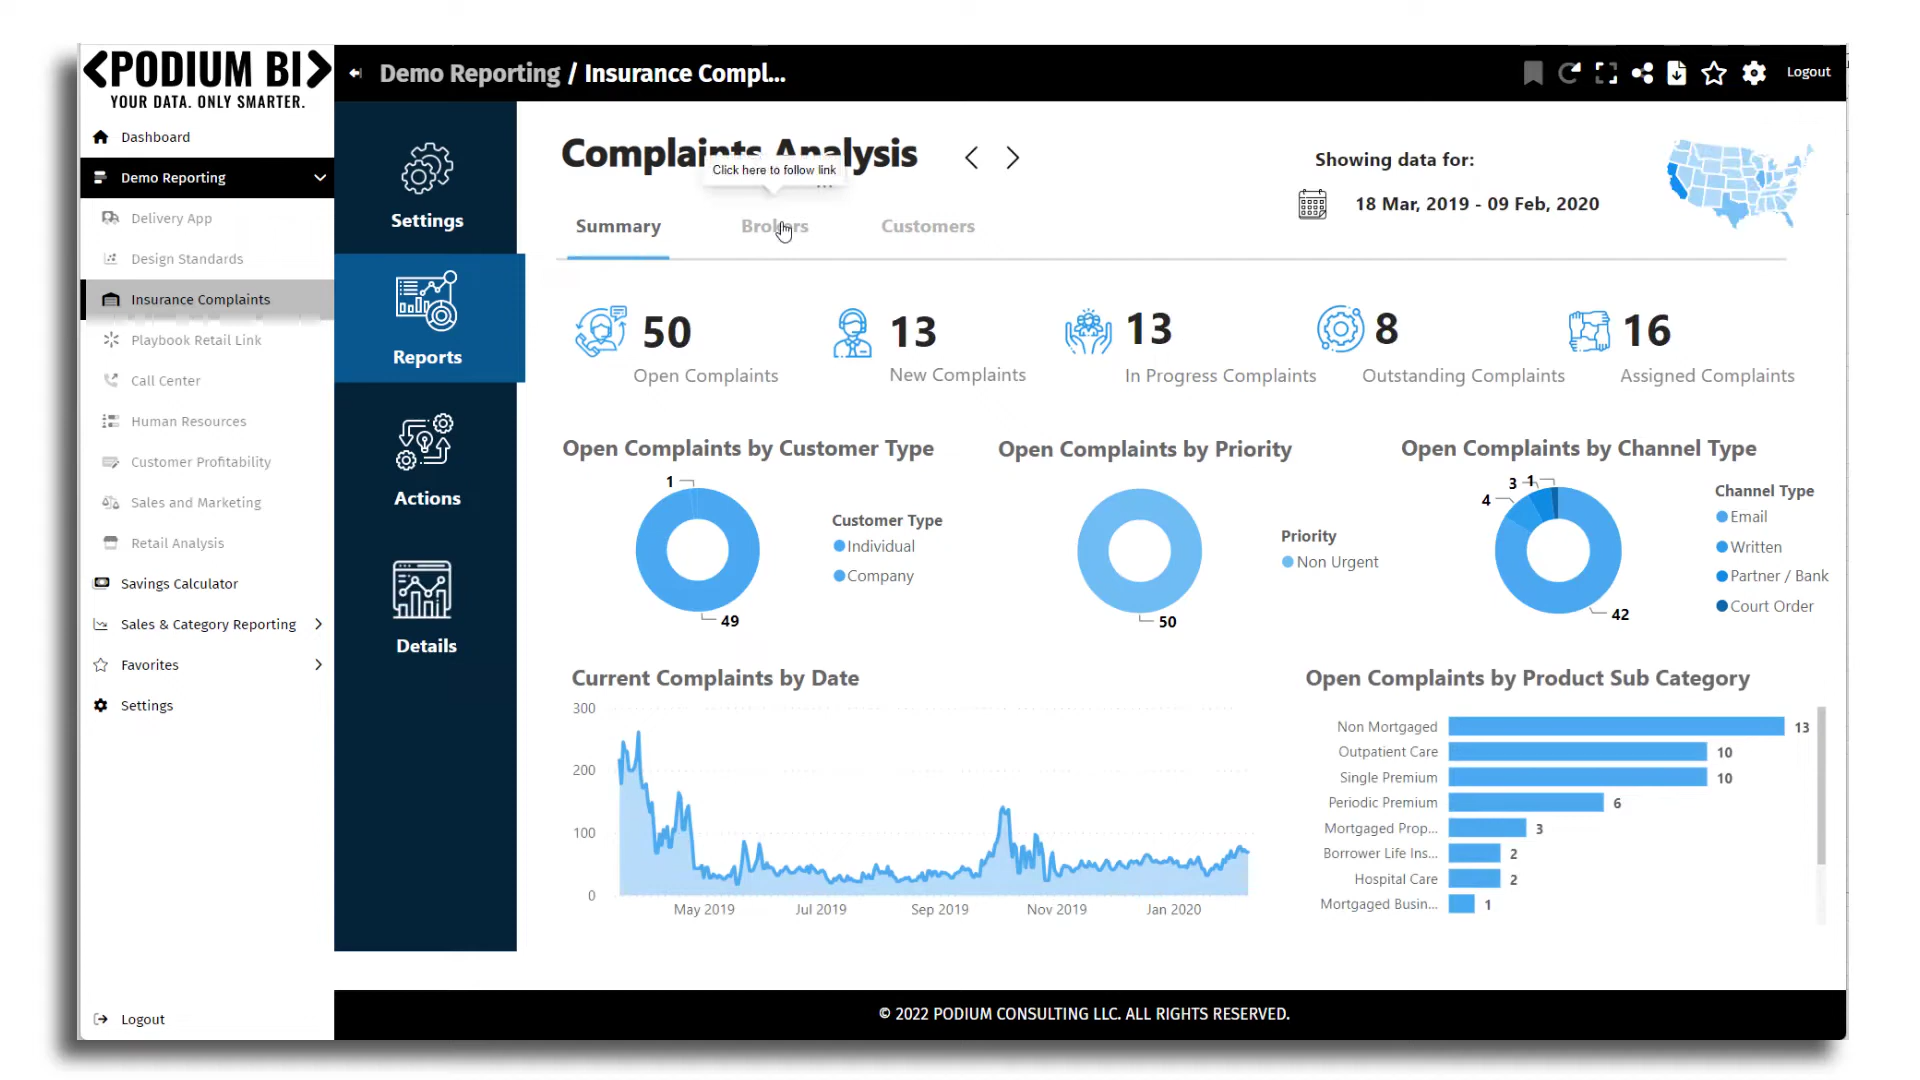 <PODIUM BI>
YOUR DATA. ONLY SMARTER.
Demo Reporting / Insurance Compl...
Logout
Dashboard
Demo Reporting
Delivery App
Design Standards
Insurance Complaints
Playbook Retail Link
Call Center
Human Resources
Customer Profitability
Sales and Marketing
Retail Analysis
Savings Calculator
Sales & Category Reporting
Favorites
Settings
Logout
Settings
Reports
Actions
Details
Complaints Analysis
Click here to follow link
Summary
Brokers
Customers
Showing data for:
18 Mar, 2019 - 09 Feb, 2020
50
Open Complaints
13
New Complaints
13
In Progress Complaints
8
Outstanding Complaints
16
Assigned Complaints
Open Complaints by Customer Type
1
49
Customer Type
Individual
Company
Open Complaints by Priority
50
Priority
Non Urgent
Open Complaints by Channel Type
3
1
4
42
Channel Type
Email
Written
Partner / Bank
Court Order
Current Complaints by Date
300
200
100
0
May 2019
Jul 2019
Sep 2019
Nov 2019
Jan 2020
Open Complaints by Product Sub Category
Non Mortgaged 13
Outpatient Care 10
Single Premium 10
Periodic Premium 6
Mortgaged Prop... 3
Borrower Life Ins... 2
Hospital Care 2
Mortgaged Busin... 1
© 2022 PODIUM CONSULTING LLC. ALL RIGHTS RESERVED.